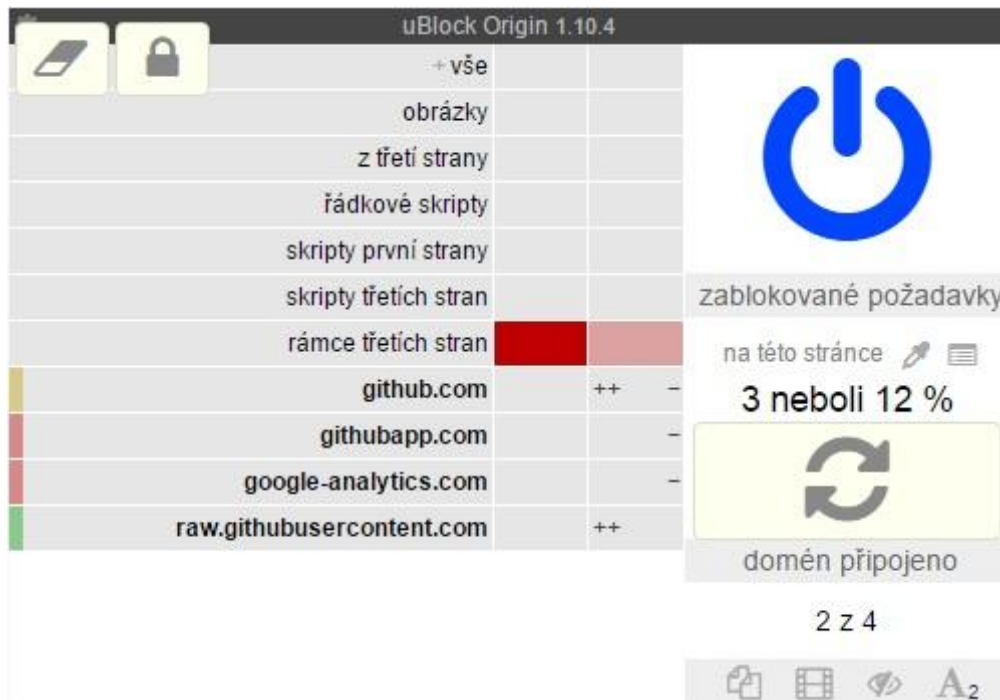 uBlock Origin 1.10.4
+ vše
obrázky
z třetí strany
řádkové skripty
skripty první strany
skripty třetích stran
rámce třetích stran
github.com ++ −
githubapp.com −
google-analytics.com −
raw.githubusercontent.com ++
zablokované požadavky
na této stránce
3 neboli 12 %
domén připojeno
2 z 4
A2